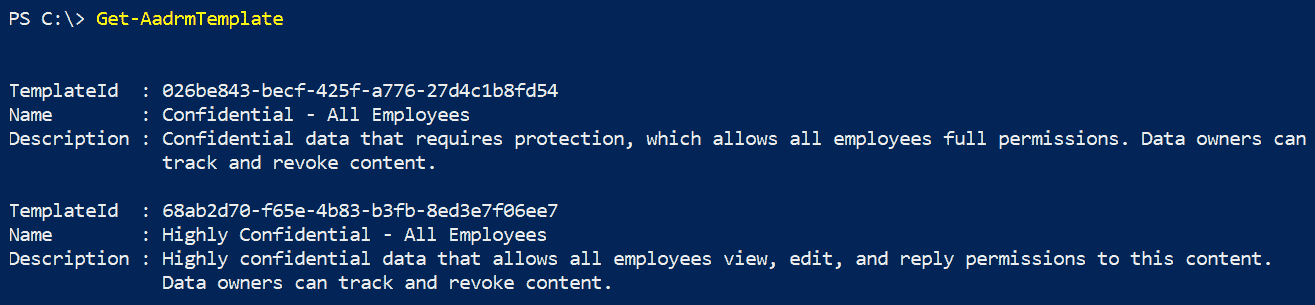 PS C:\> Get-AadrmTemplate
TemplateId : 026be843-becf-425f-a776-27d4c1b8fd54
Name : Confidential - All Employees
Description : Confidential data that requires protection, which allows all employees full permissions. Data owners can
track and revoke content.
TemplateId : 68ab2d70-f65e-4b83-b3fb-8ed3e7f06ee7
Name : Highly Confidential - All Employees
Description : Highly confidential data that allows all employees view, edit, and reply permissions to this content.
Data owners can track and revoke content.